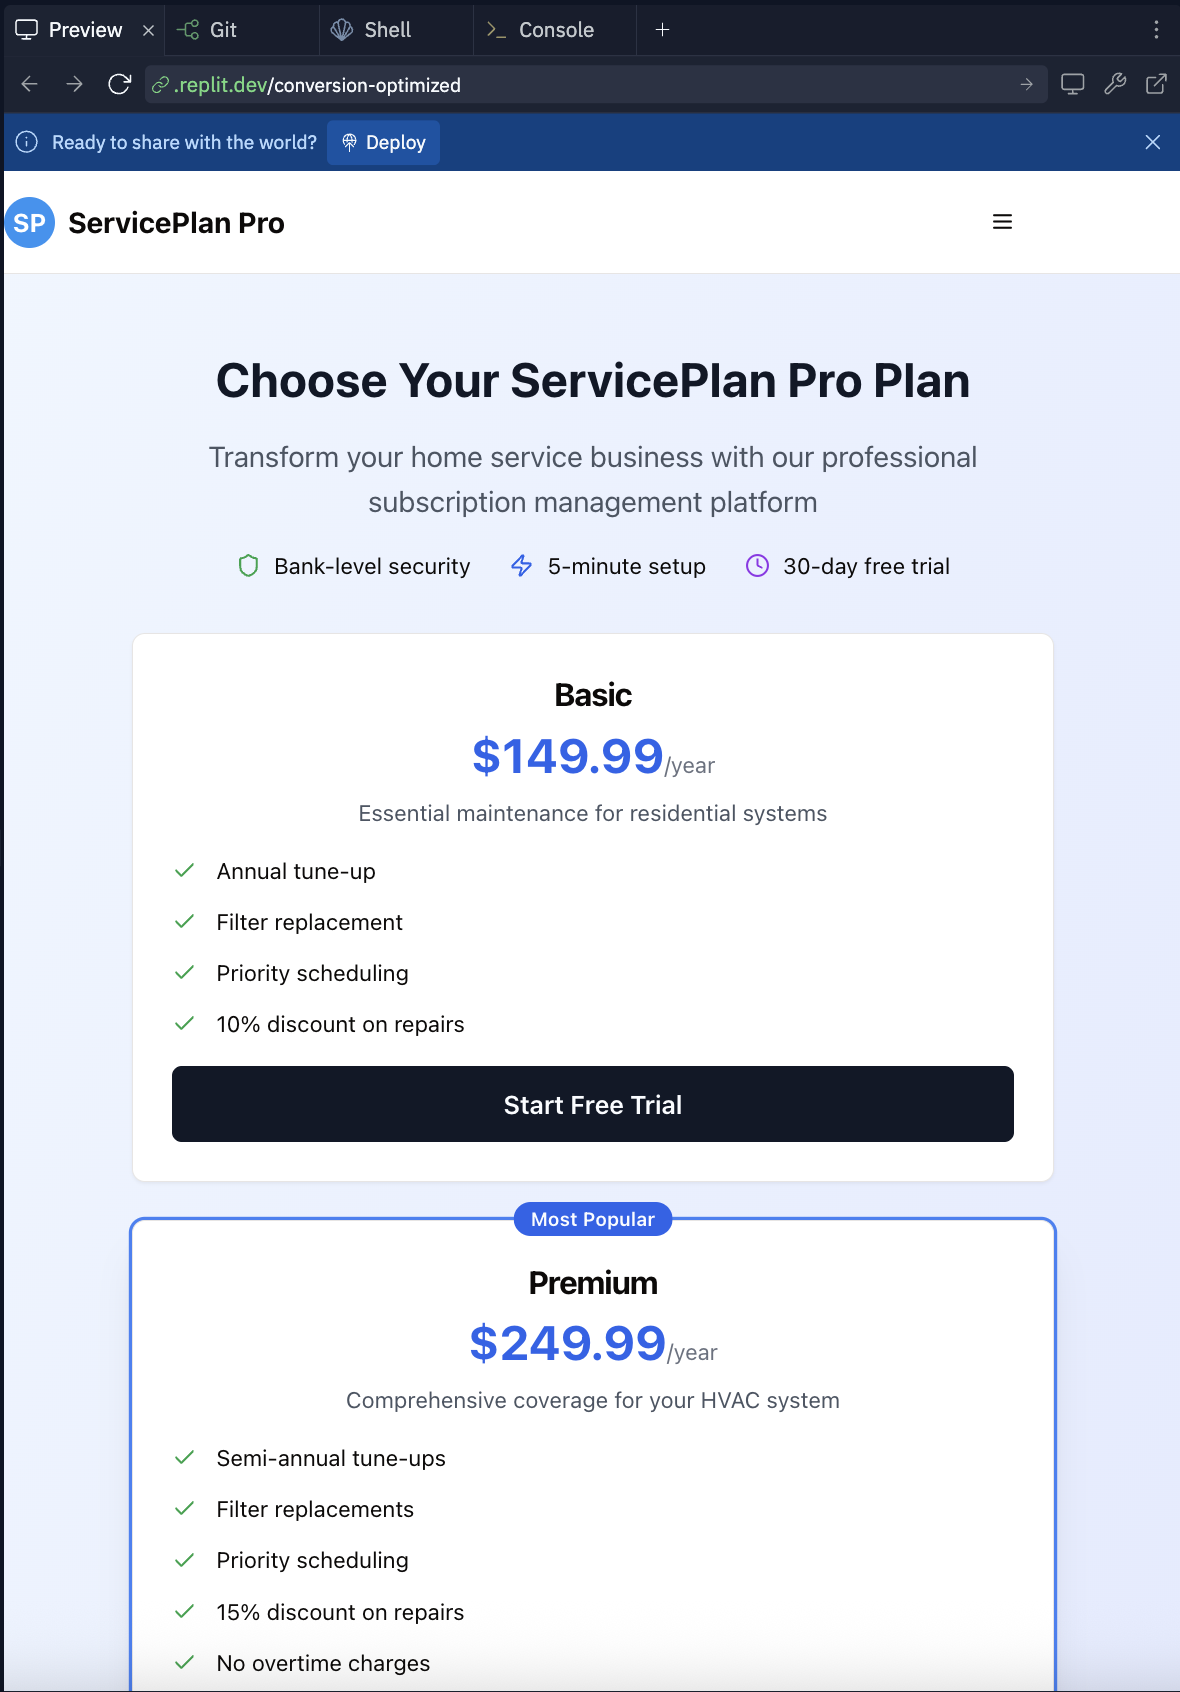 Preview
Git
Shell
Console
.replit.dev/conversion-optimized
Ready to share with the world?
Deploy
SP
ServicePlan Pro
Choose Your ServicePlan Pro Plan
Transform your home service business with our professional
subscription management platform
Bank-level security
5-minute setup
30-day free trial
Basic
$149.99/year
Essential maintenance for residential systems
Annual tune-up
Filter replacement
Priority scheduling
10% discount on repairs
Start Free Trial
Most Popular
Premium
$249.99/year
Comprehensive coverage for your HVAC system
Semi-annual tune-ups
Filter replacements
Priority scheduling
15% discount on repairs
No overtime charges